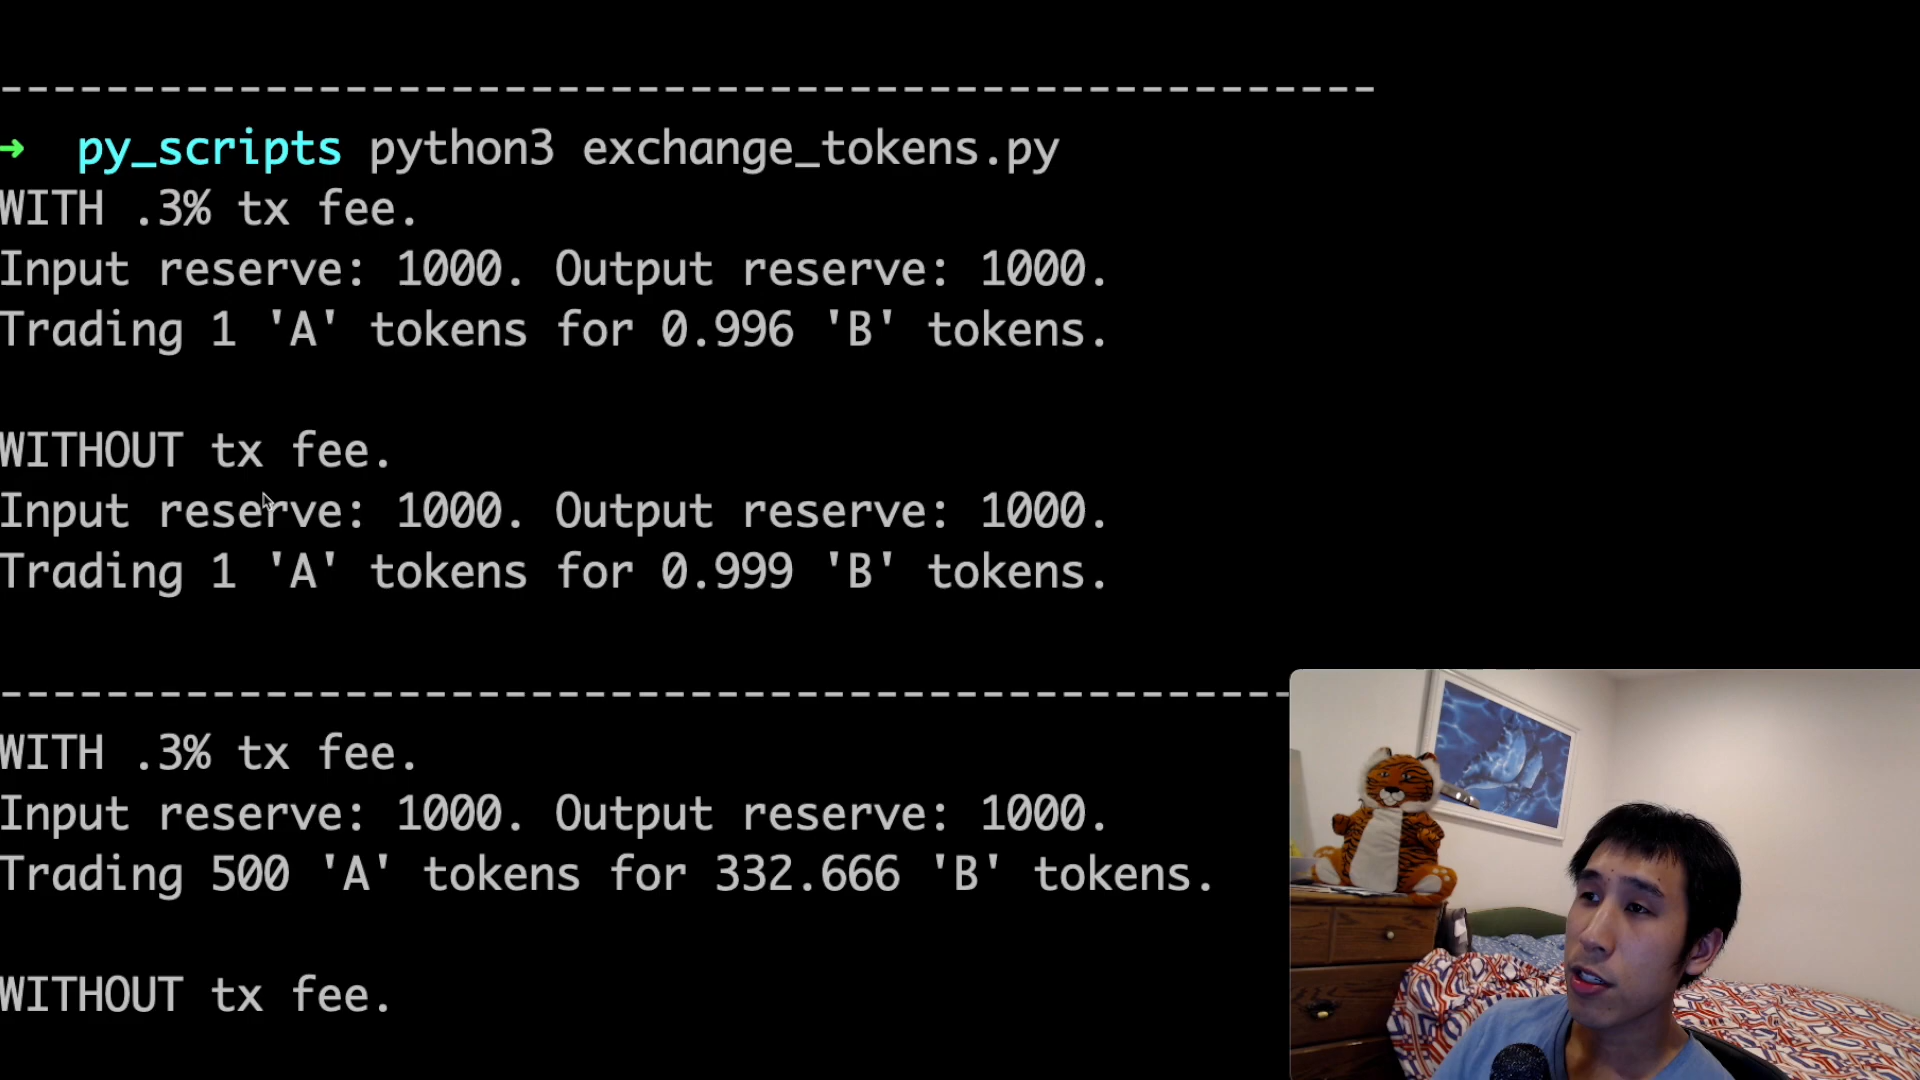 ------------------------------------------------------
→ py_scripts python3 exchange_tokens.py
WITH .3% tx fee.
Input reserve: 1000. Output reserve: 1000.
Trading 1 'A' tokens for 0.996 'B' tokens.
WITHOUT tx fee.
Input reserve: 1000. Output reserve: 1000.
Trading 1 'A' tokens for 0.999 'B' tokens.
------------------------------------------------------
WITH .3% tx fee.
Input reserve: 1000. Output reserve: 1000.
Trading 500 'A' tokens for 332.666 'B' tokens.
WITHOUT tx fee.